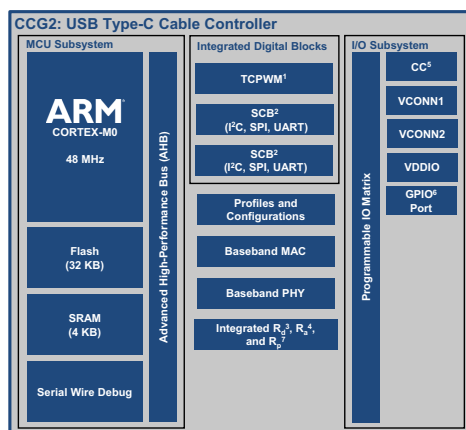 CCG2: USB Type-C Cable Controller
MCU Subsystem
ARM®
CORTEX-M0
48 MHz
Flash
(32 KB)
SRAM
(4 KB)
Serial Wire Debug
Advanced High-Performance Bus (AHB)
Integrated Digital Blocks
TCPWM¹
SCB²
(I²C, SPI, UART)
SCB²
(I²C, SPI, UART)
Profiles and
Configurations
Baseband MAC
Baseband PHY
Integrated Rd³, Ra⁴,
and Rp⁷
I/O Subsystem
Programmable IO Matrix
CC⁵
VCONN1
VCONN2
VDDIO
GPIO⁶
Port